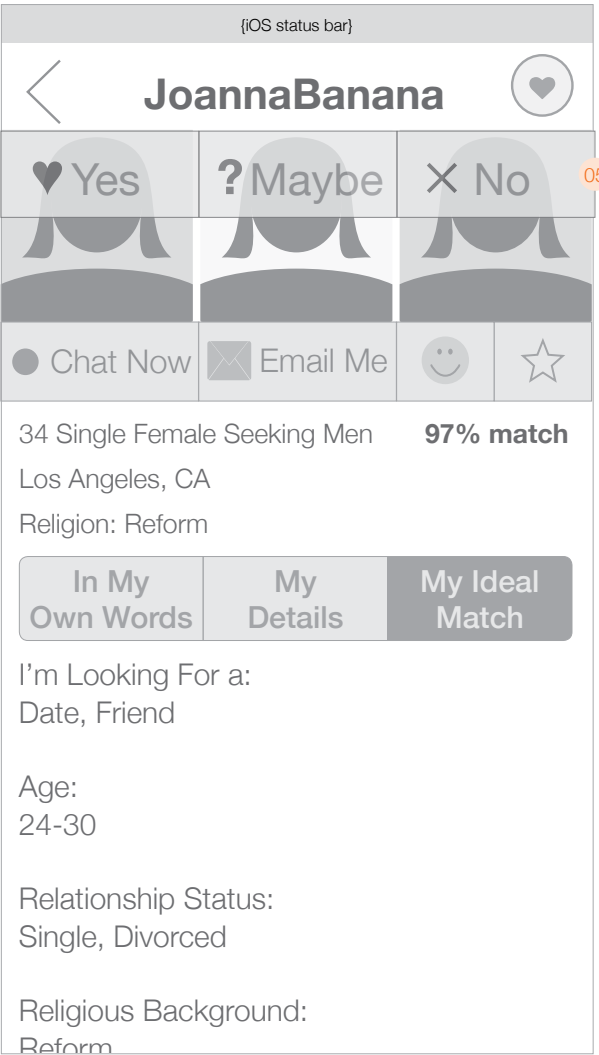 {iOS status bar}
JoannaBanana
Yes
? Maybe
No
05
Chat Now
Email Me
34 Single Female Seeking Men
97% match
Los Angeles, CA
Religion: Reform
In My
Own Words
My
Details
My Ideal
Match
I'm Looking For a:
Date, Friend
Age:
24-30
Relationship Status:
Single, Divorced
Religious Background:
Reform